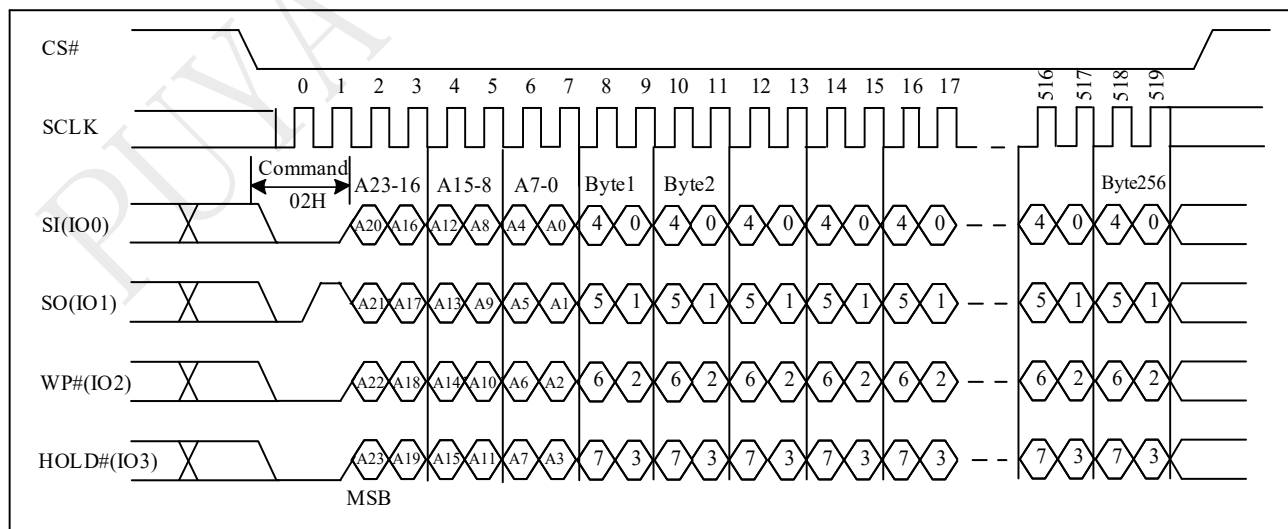 PUYA
CS#
0 1 2 3 4 5 6 7 8 9 10 11 12 13 14 15 16 17 516 517 518 519
SCLK
Command
02H
A23-16 A15-8 A7-0 Byte1 Byte2 Byte256
SI(IO0) A20 A16 A12 A8 A4 A0 4 0 4 0 4 0 4 0 4 0 4 0 4 0
SO(IO1) A21 A17 A13 A9 A5 A1 5 1 5 1 5 1 5 1 5 1 5 1 5 1
WP#(IO2) A22 A18 A14 A10 A6 A2 6 2 6 2 6 2 6 2 6 2 6 2 6 2
HOLD#(IO3) A23 A19 A15 A11 A7 A3 7 3 7 3 7 3 7 3 7 3 7 3 7 3
MSB